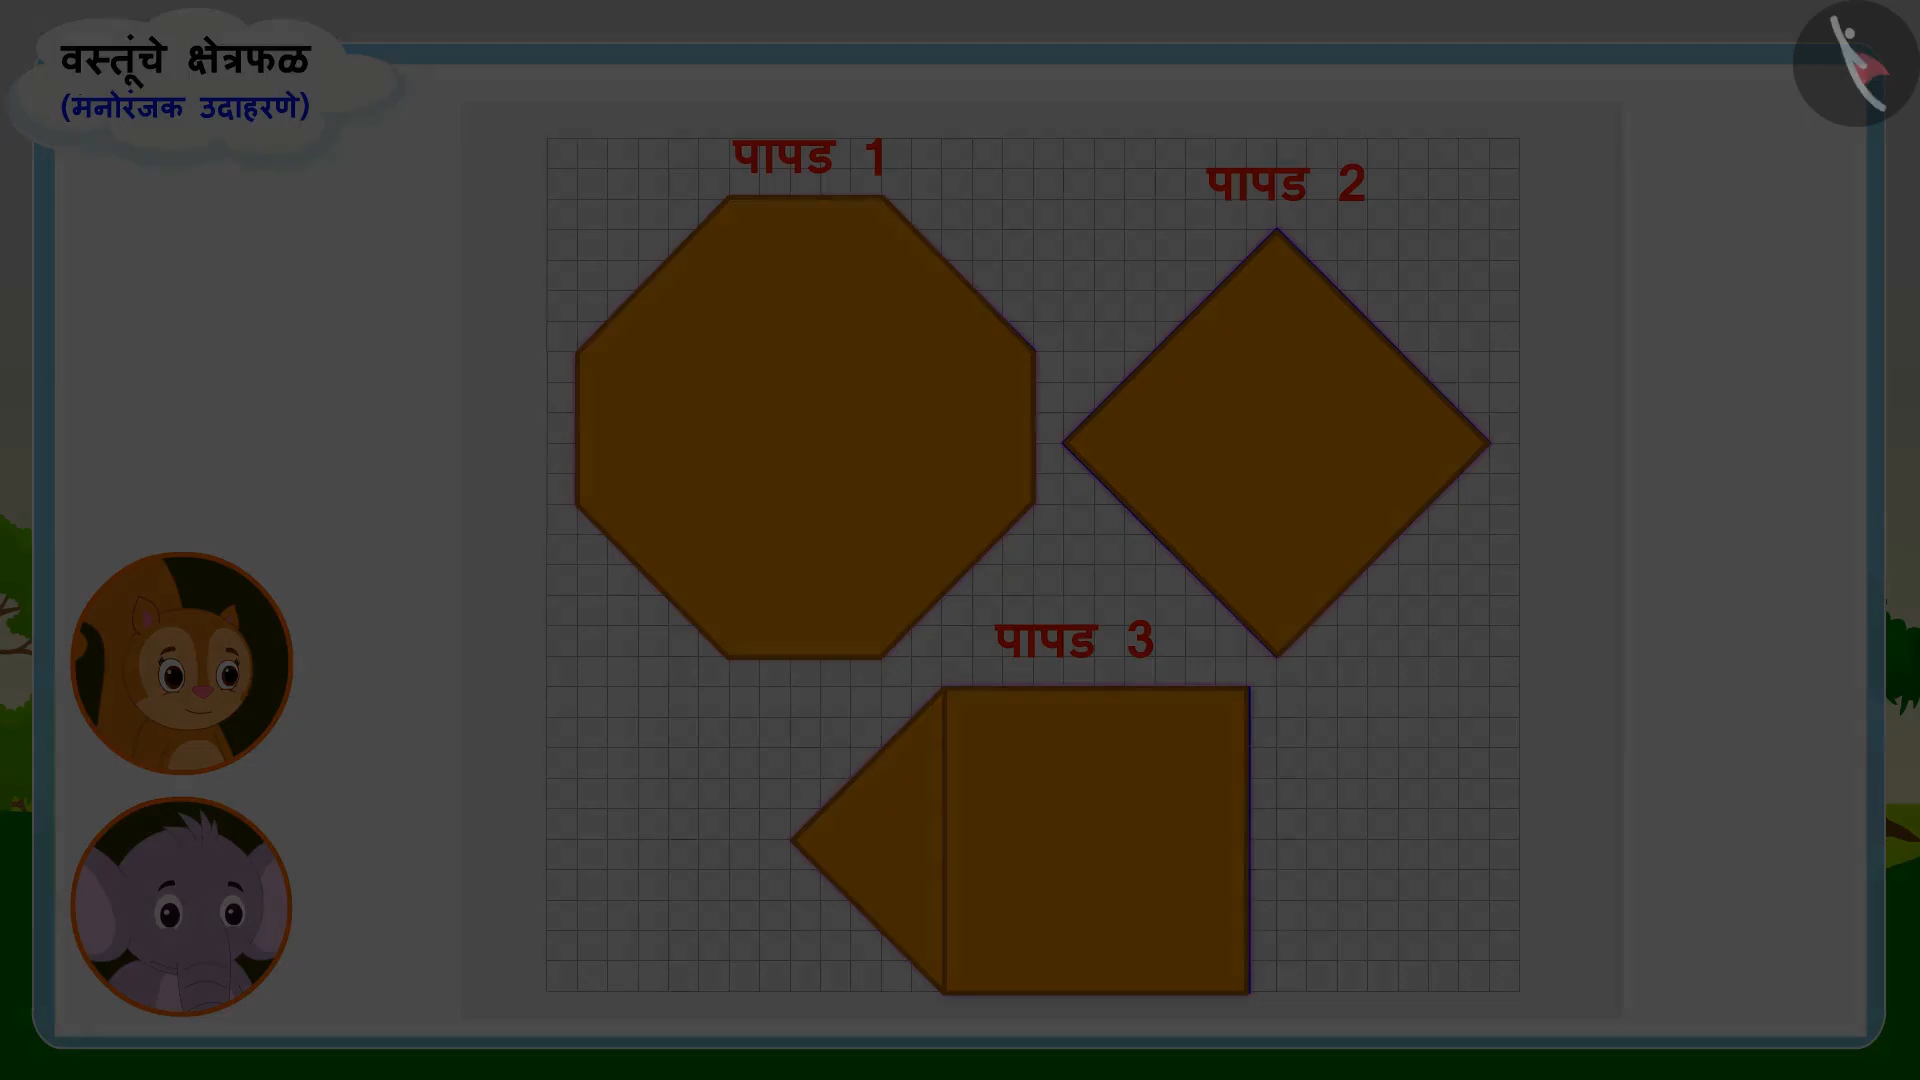 वस्तूंचे क्षेत्रफळ
(मनोरंजक उदाहरणे)
पापड 1
पापड 2
पापड 3